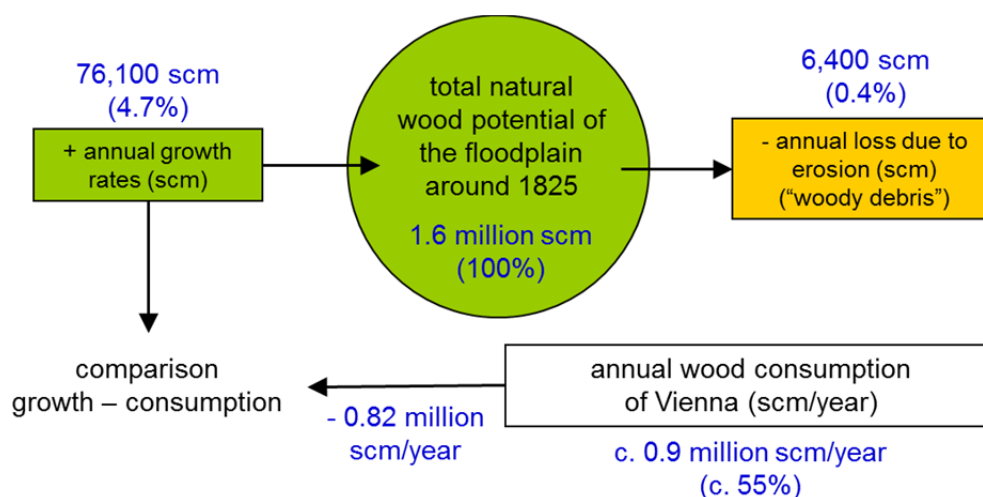 76,100 scm
(4.7%)
+ annual growth
rates (scm)
total natural
wood potential of
the floodplain
around 1825
1.6 million scm
(100%)
6,400 scm
(0.4%)
- annual loss due to
erosion (scm)
(“woody debris”)
comparison
growth – consumption
- 0.82 million
scm/year
annual wood consumption
of Vienna (scm/year)
c. 0.9 million scm/year
(c. 55%)